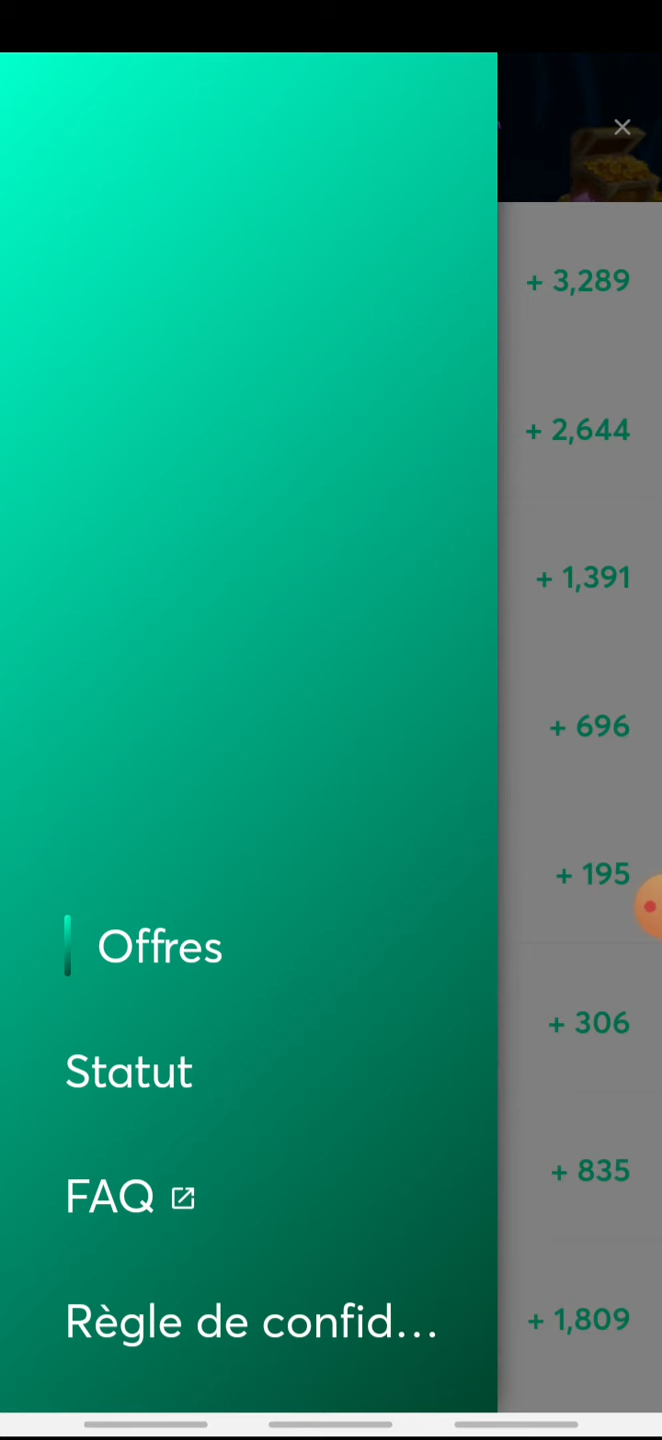 + 3,289
+ 2,644
+ 1,391
+ 696
+ 195
Offres
+ 306
Statut
+ 835
FAQ
Règle de confid...
+ 1,809